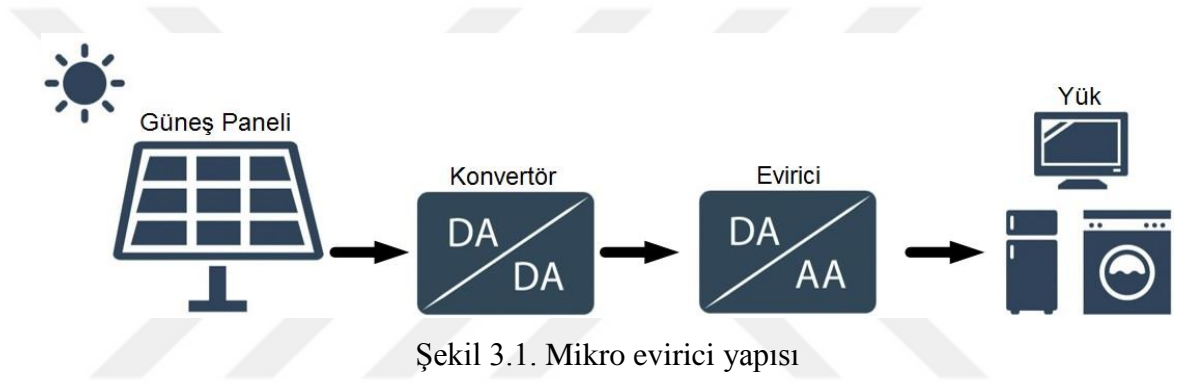 Güneş Paneli
Konvertör
DA
DA
Evirici
DA
AA
Yük
Şekil 3.1. Mikro evirici yapısı